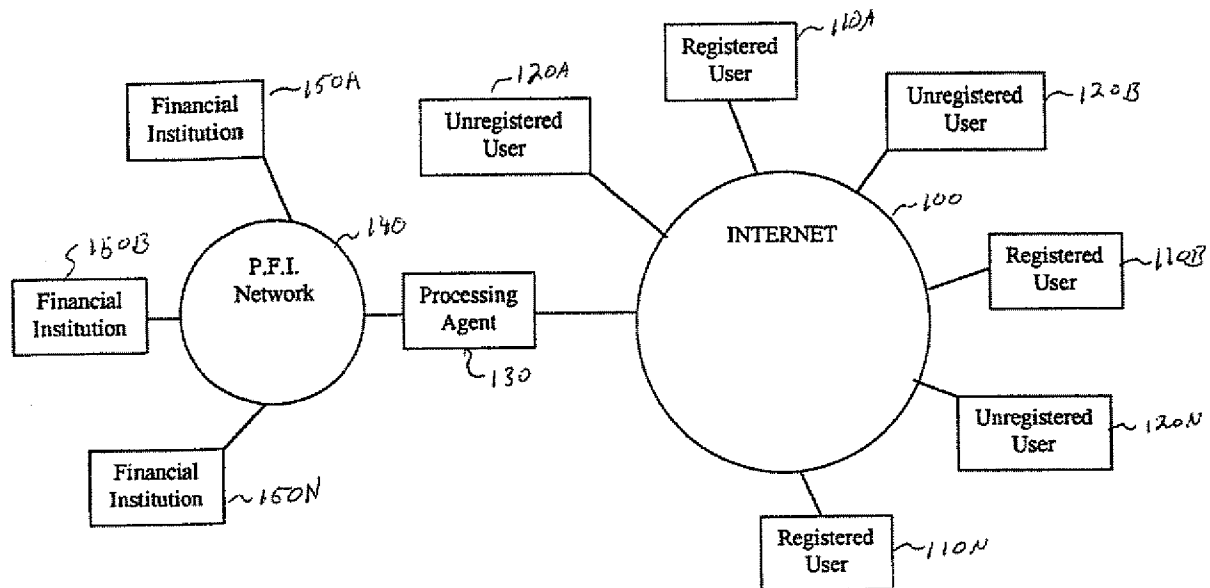 110A
Registered
User
120A
Unregistered
User
150A
Financial
Institution
120B
Unregistered
User
100
INTERNET
140
P.F.I.
Network
150B
Financial
Institution
Processing
Agent
130
110B
Registered
User
Unregistered
User
120N
Financial
Institution
150N
Registered
User
110N